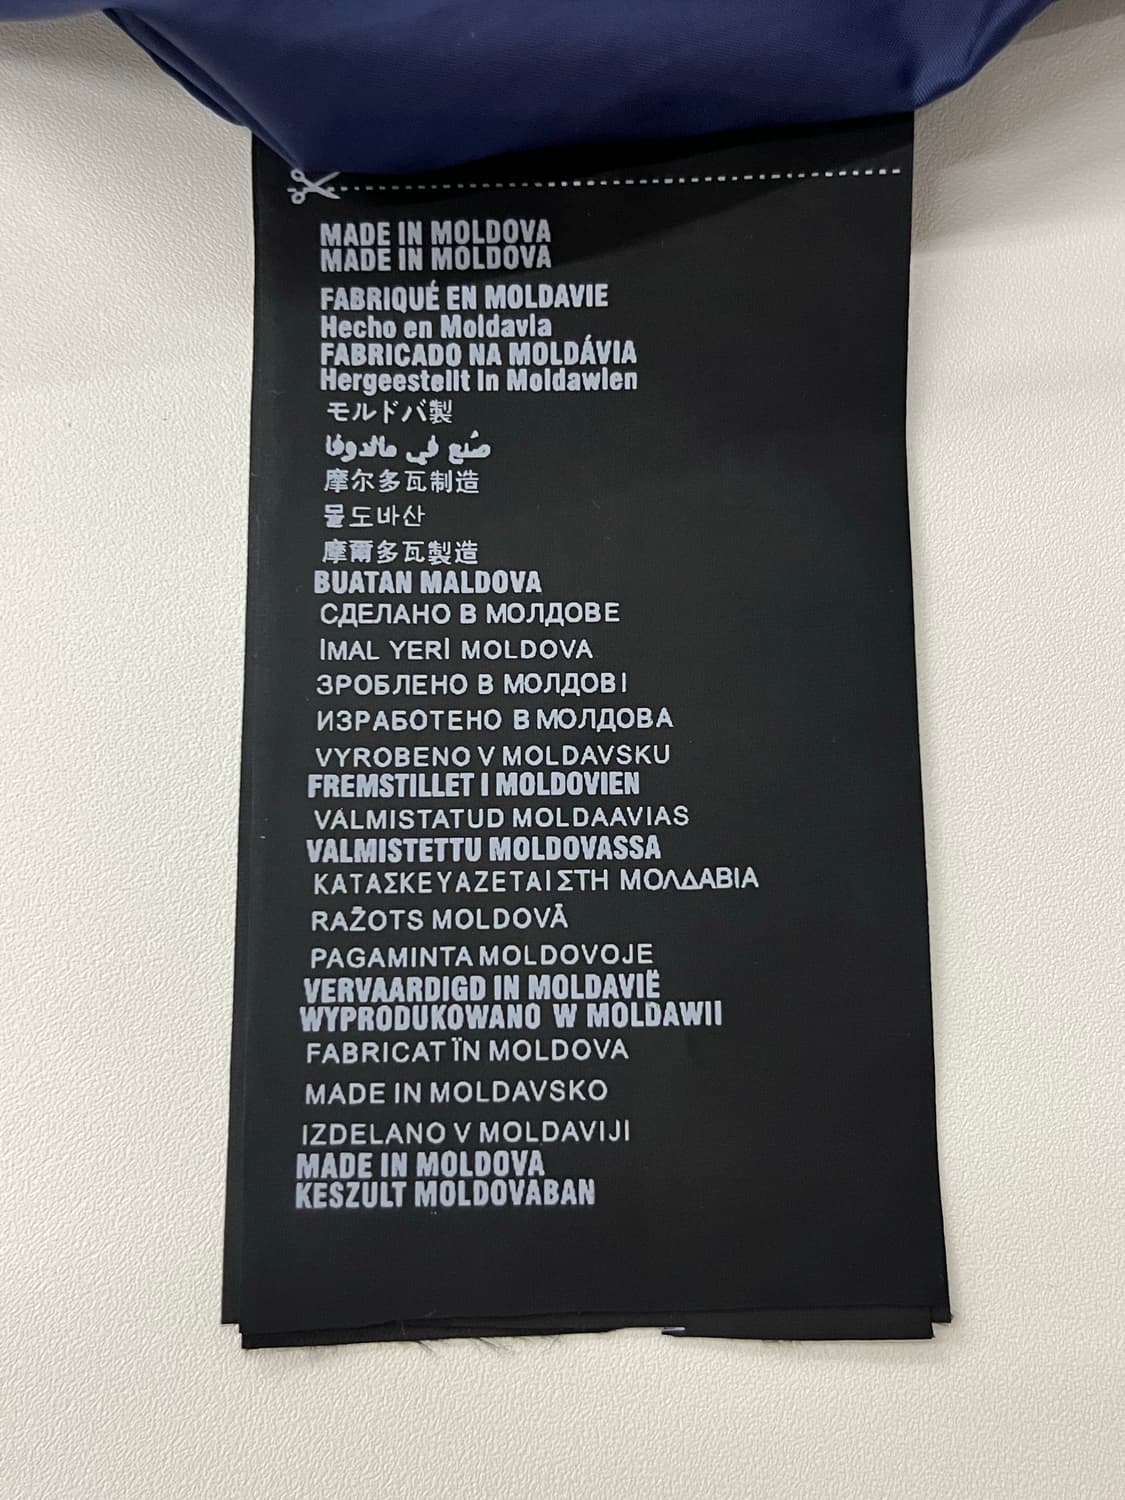 MADE IN MOLDOVA
MADE IN MOLDOVA
FABRIQUÉ EN MOLDAVIE
Hecho en Moldavia
FABRICADO NA MOLDÁVIA
Hergeestellt in Moldawien
モルドバ製
صُنع في مالدوفا
摩尔多瓦制造
몰도바산
摩爾多瓦製造
BUATAN MALDOVA
СДЕЛАНО В МОЛДОВЕ
İMAL YERİ MOLDOVA
ЗРОБЛЕНО В МОЛДОВІ
ИЗРАБОТЕНО В МОЛДОВА
VYROBENO V MOLDAVSKU
FREMSTILLET I MOLDOVIEN
VALMISTATUD MOLDAAVIAS
VALMISTETTU MOLDOVASSA
ΚΑΤΑΣΚΕΥΑΖΕΤΑΙ ΣΤΗ ΜΟΛΔΑΒΙΑ
RAŽOTS MOLDOVĀ
PAGAMINTA MOLDOVOJE
VERVAARDIGD IN MOLDAVIË
WYPRODUKOWANO W MOLDAWII
FABRICAT ÏN MOLDOVA
MADE IN MOLDAVSKO
IZDELANO V MOLDAVIJI
MADE IN MOLDOVA
KESZULT MOLDOVABAN